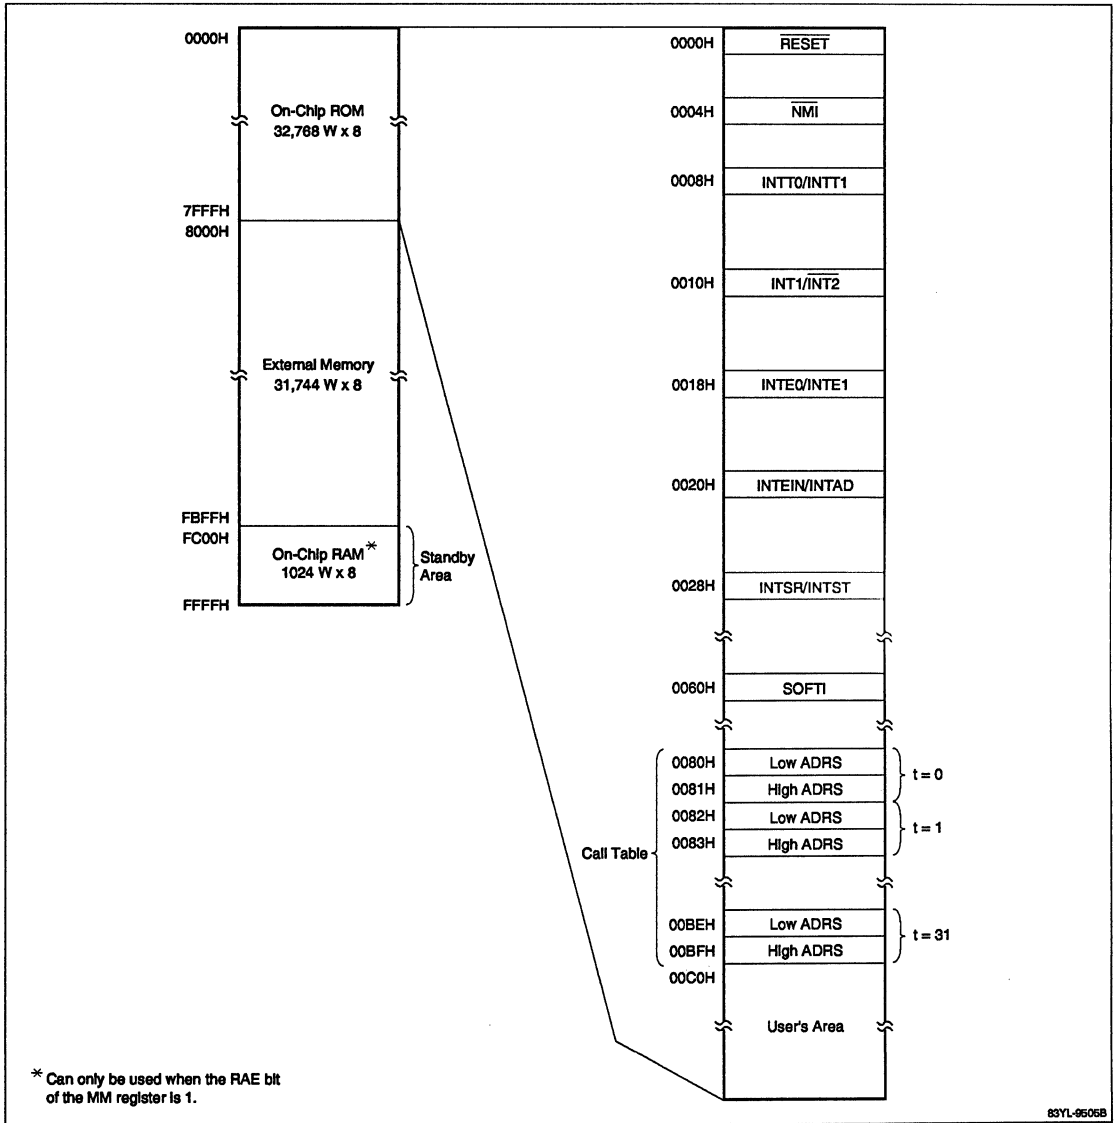 0000H
On-Chip ROM
32,768 W x 8
7FFFH
8000H
External Memory
31,744 W x 8
FBFFH
FC00H
On-Chip RAM*
1024 W x 8
Standby
Area
FFFFH
0000H RESET
0004H NMI
0008H INTT0/INTT1
0010H INT1/INT2
0018H INTE0/INTE1
0020H INTEIN/INTAD
0028H INTSR/INTST
0060H SOFTI
Call Table
0080H Low ADRS
t = 0
0081H High ADRS
0082H Low ADRS
t = 1
0083H High ADRS
00BEH Low ADRS
t = 31
00BFH High ADRS
00C0H
User's Area
* Can only be used when the RAE bit
of the MM register is 1.
83YL-9505B